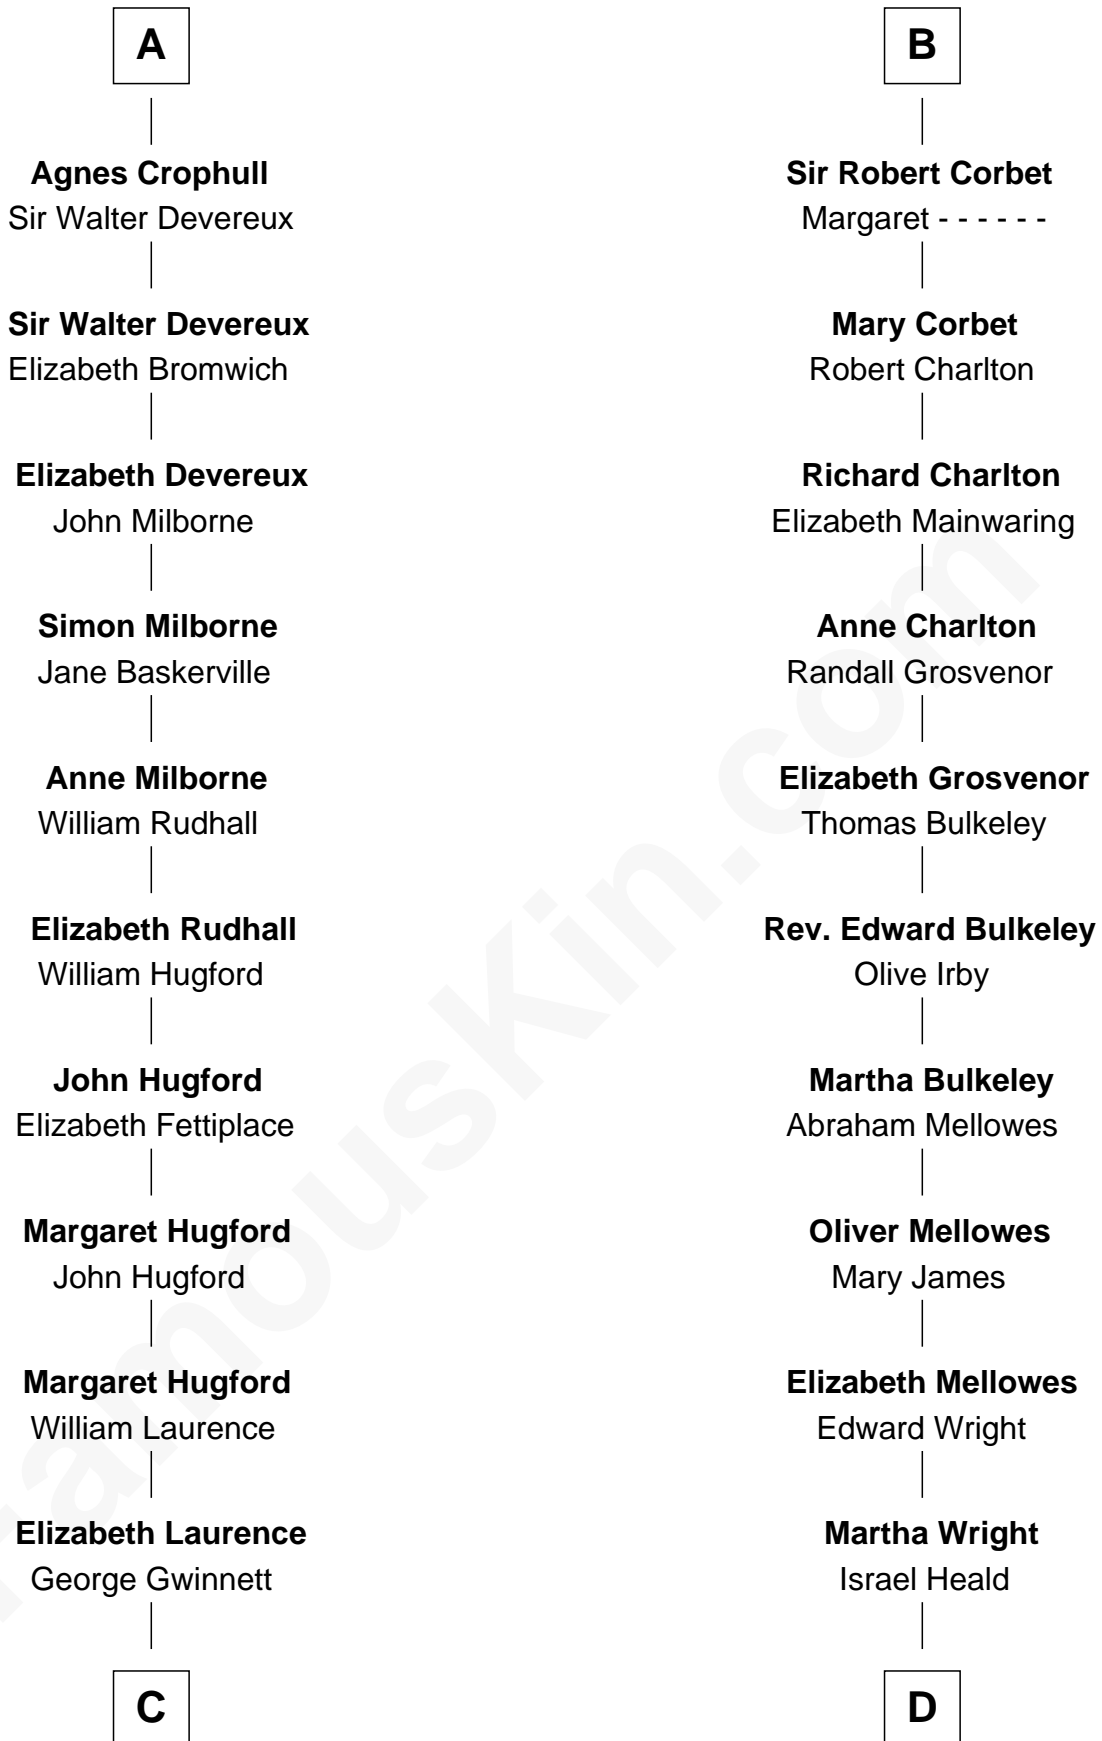 A
Agnes Crophull
Sir Walter Devereux
Sir Walter Devereux
Elizabeth Bromwich
Elizabeth Devereux
John Milborne
Simon Milborne
Jane Baskerville
Anne Milborne
William Rudhall
Elizabeth Rudhall
William Hugford
John Hugford
Elizabeth Fettiplace
Margaret Hugford
John Hugford
Margaret Hugford
William Laurence
Elizabeth Laurence
George Gwinnett
C
B
Sir Robert Corbet
Margaret - - - - - -
Mary Corbet
Robert Charlton
Richard Charlton
Elizabeth Mainwaring
Anne Charlton
Randall Grosvenor
Elizabeth Grosvenor
Thomas Bulkeley
Rev. Edward Bulkeley
Olive Irby
Martha Bulkeley
Abraham Mellowes
Oliver Mellowes
Mary James
Elizabeth Mellowes
Edward Wright
Martha Wright
Israel Heald
D
FamousKin.com